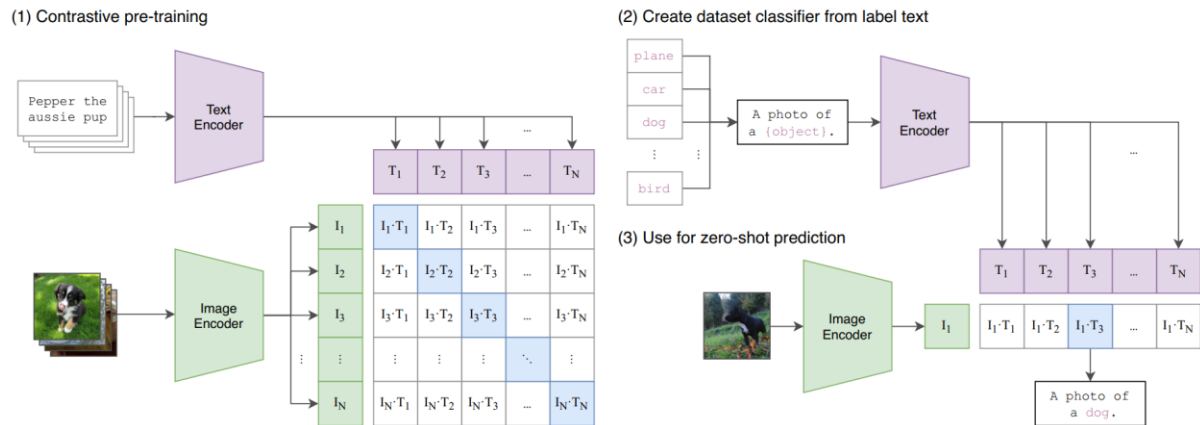 (1) Contrastive pre-training
Pepper the
aussie pup
Text
Encoder
...
T1 T2 T3 ... TN
I1 I1·T1 I1·T2 I1·T3 ... I1·TN
I2 I2·T1 I2·T2 I2·T3 ... I2·TN
Image
Encoder
I3 I3·T1 I3·T2 I3·T3 ... I3·TN
⋮ ⋮ ⋮ ⋮ ⋮ ⋱ ⋮
IN IN·T1 IN·T2 IN·T3 ... IN·TN
(2) Create dataset classifier from label text
plane
car
dog
⋮ ⋮
bird
A photo of
a {object}.
Text
Encoder
...
(3) Use for zero-shot prediction
T1 T2 T3 ... TN
Image
Encoder
I1 I1·T1 I1·T2 I1·T3 ... I1·TN
A photo of
a dog.